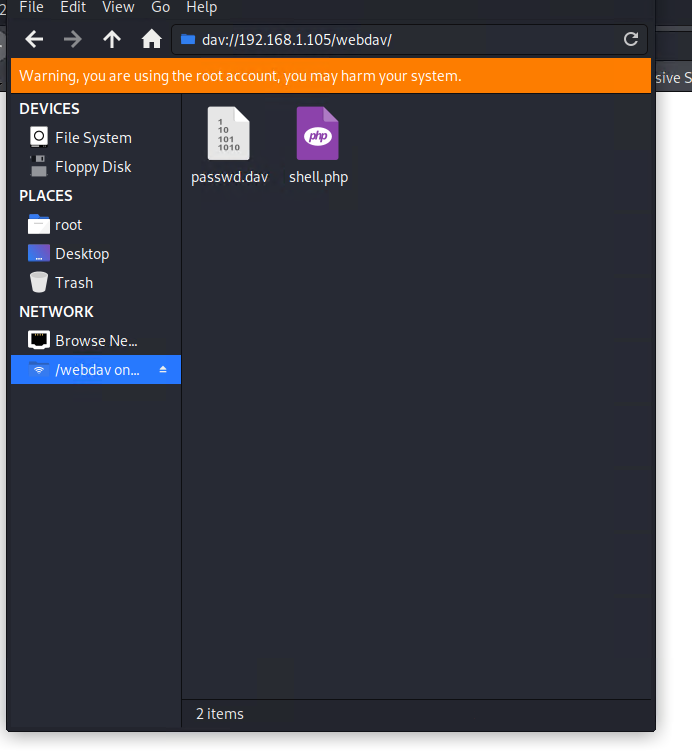 File Edit View Go Help
dav://192.168.1.105/webdav/
Warning, you are using the root account, you may harm your system.
sive S
DEVICES
File System
Floppy Disk
PLACES
root
Desktop
Trash
NETWORK
Browse Ne...
/webdav on...
1
10
101
1010
php
passwd.dav shell.php
2 items